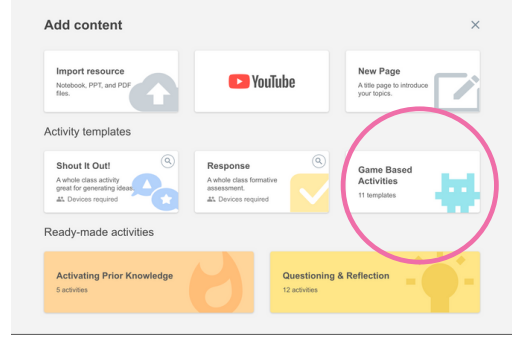 Add content
Import resource
Notebook, PPT, and PDF
files.
YouTube
New Page
A title page to introduce
your topics.
Activity templates
Shout It Out!
A whole class activity
great for generating ideas
Devices required
Response
A whole class formative
assessment.
Devices required
Game Based
Activities
11 templates
Ready-made activities
Activating Prior Knowledge
5 activities
Questioning & Reflection
12 activities